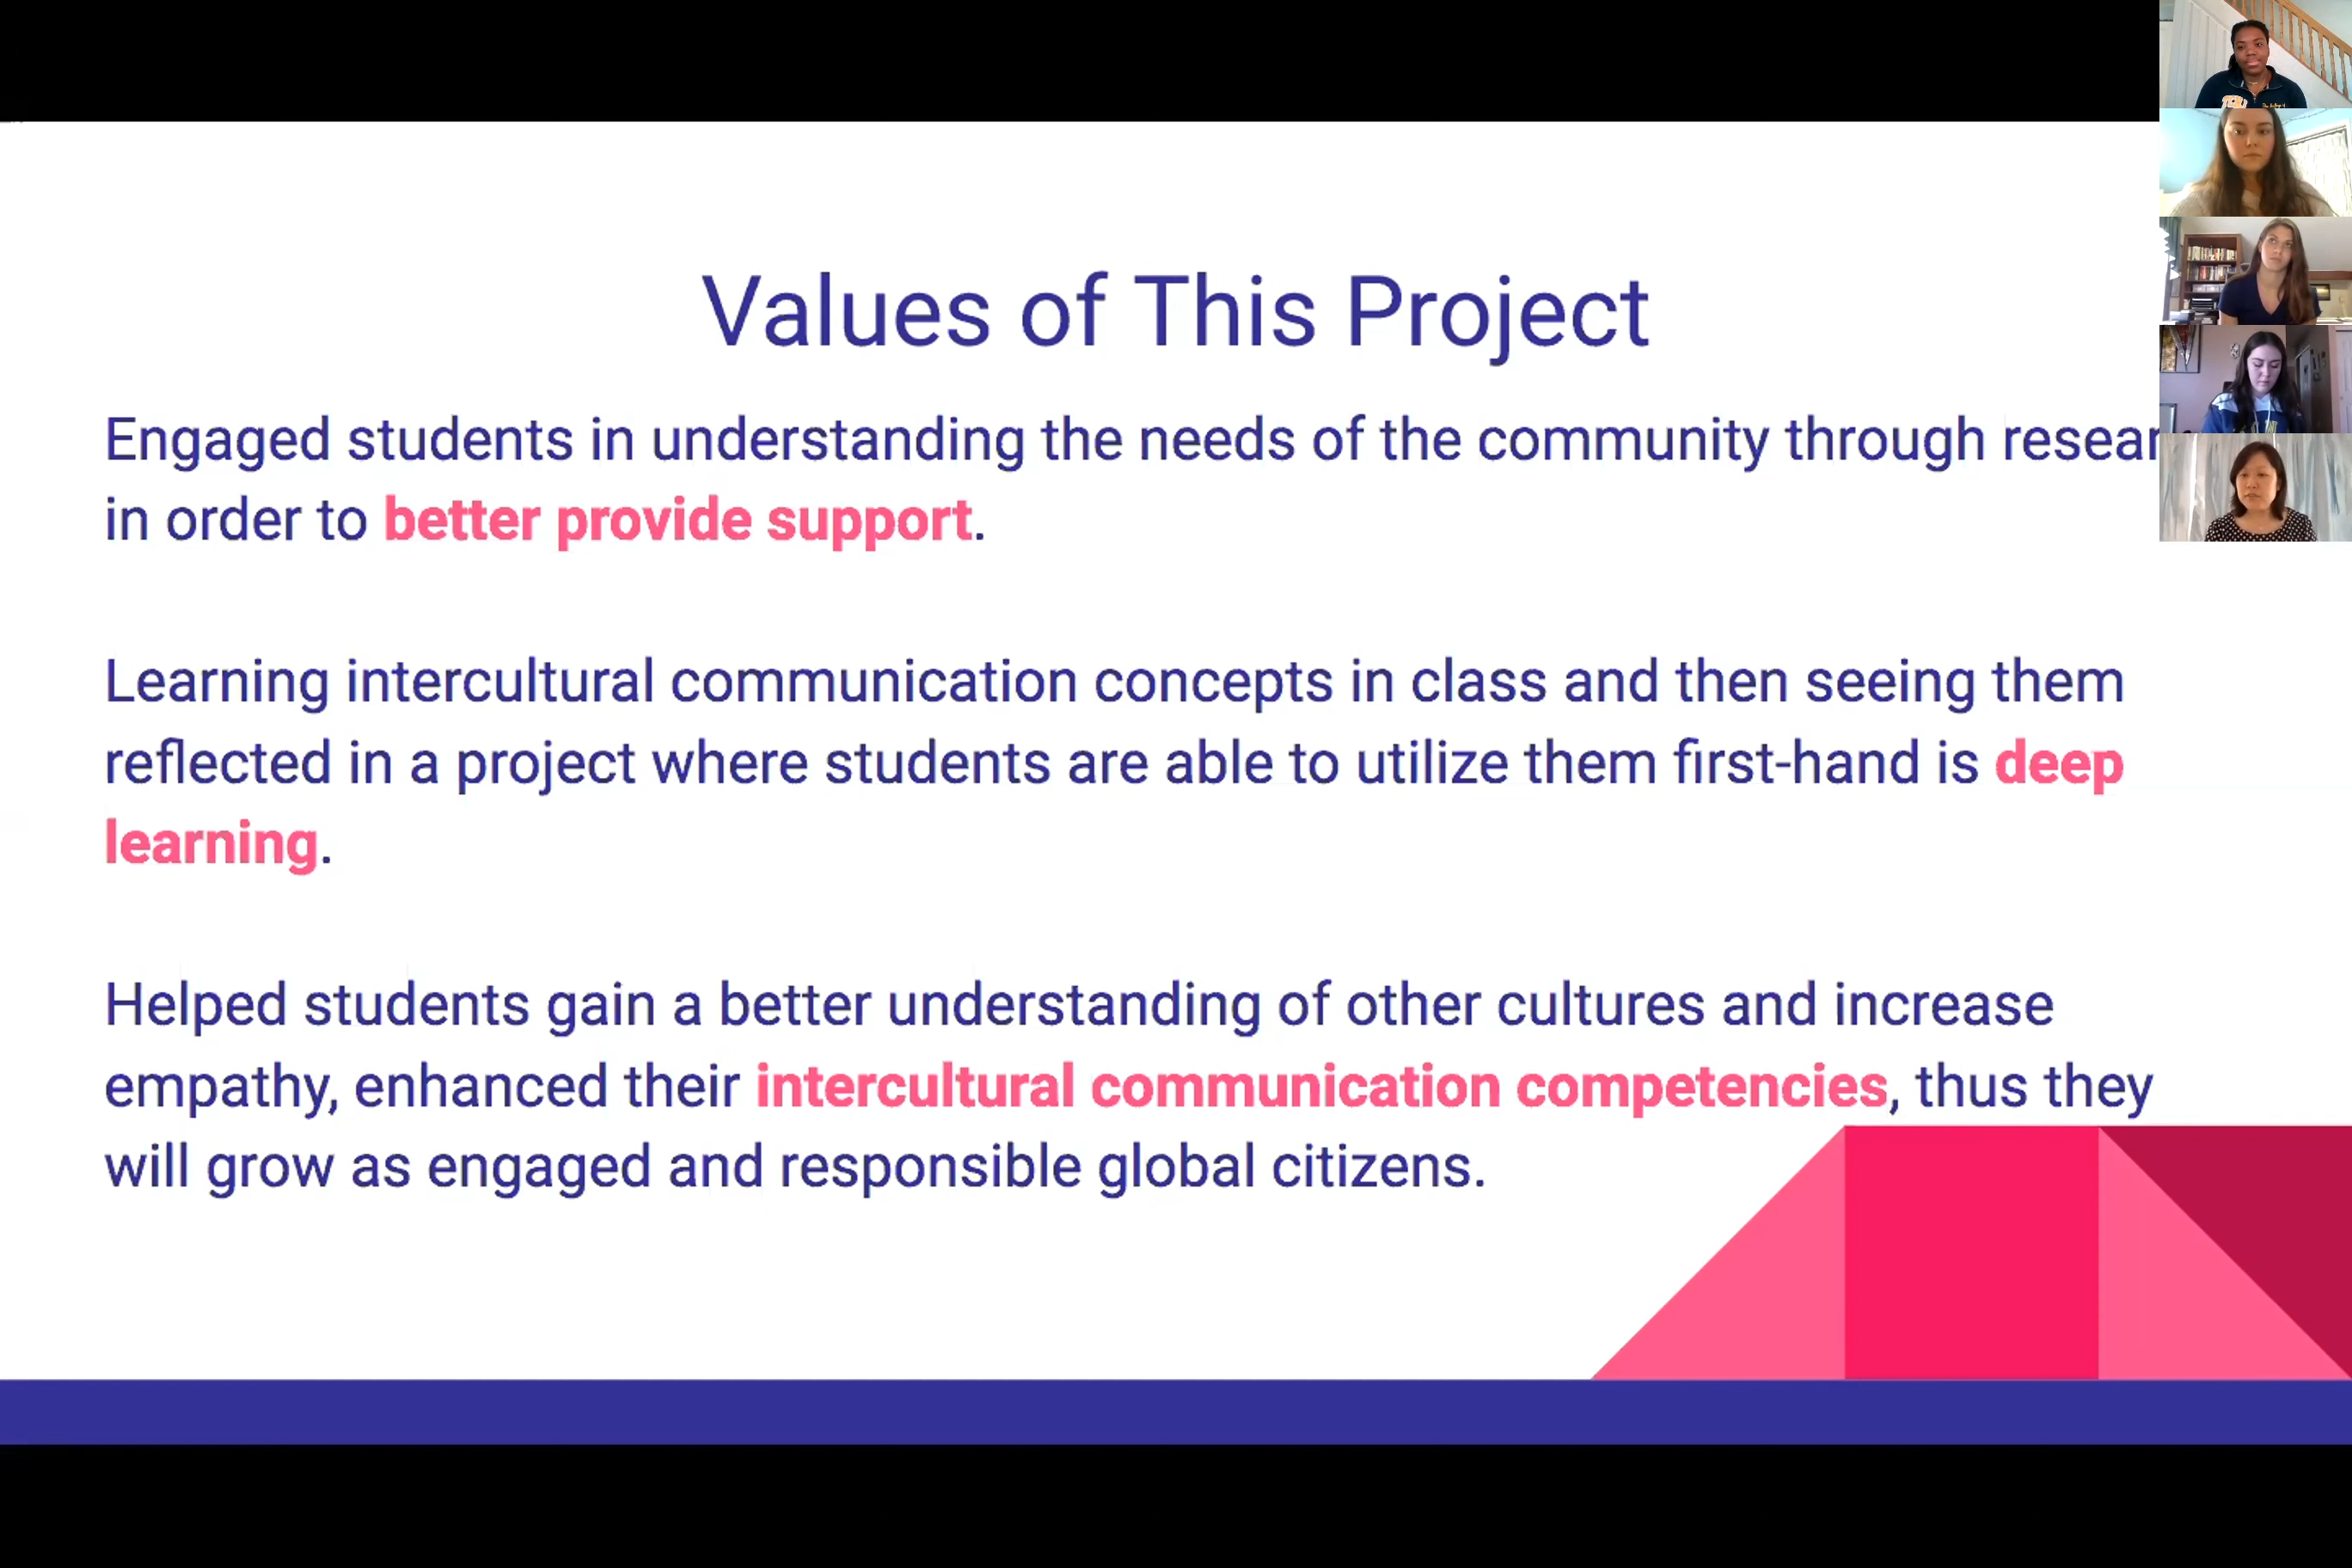 Values of This Project
Engaged students in understanding the needs of the community through
in order to better provide support.
Learning intercultural communication concepts in class and then seeing them
reflected in a project where students are able to utilize them first-hand is deep
learning.
Helped students gain a better understanding of other cultures and increase
empathy, enhanced their intercultural communication competencies, thus they
will grow as engaged and responsible global citizens.